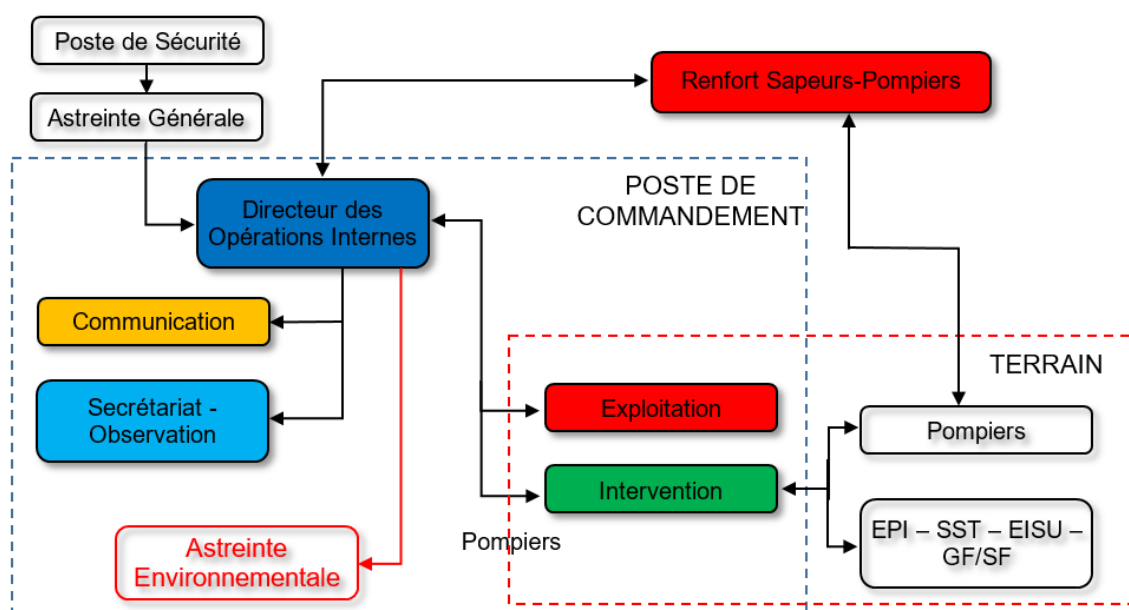 Poste de Sécurité
Renfort Sapeurs-Pompiers
Astreinte Générale
POSTE DE
COMMANDEMENT
Directeur des
Opérations Internes
Communication
TERRAIN
Secrétariat -
Observation
Exploitation
Pompiers
Intervention
EPI – SST – EISU –
GF/SF
Pompiers
Astreinte
Environnementale